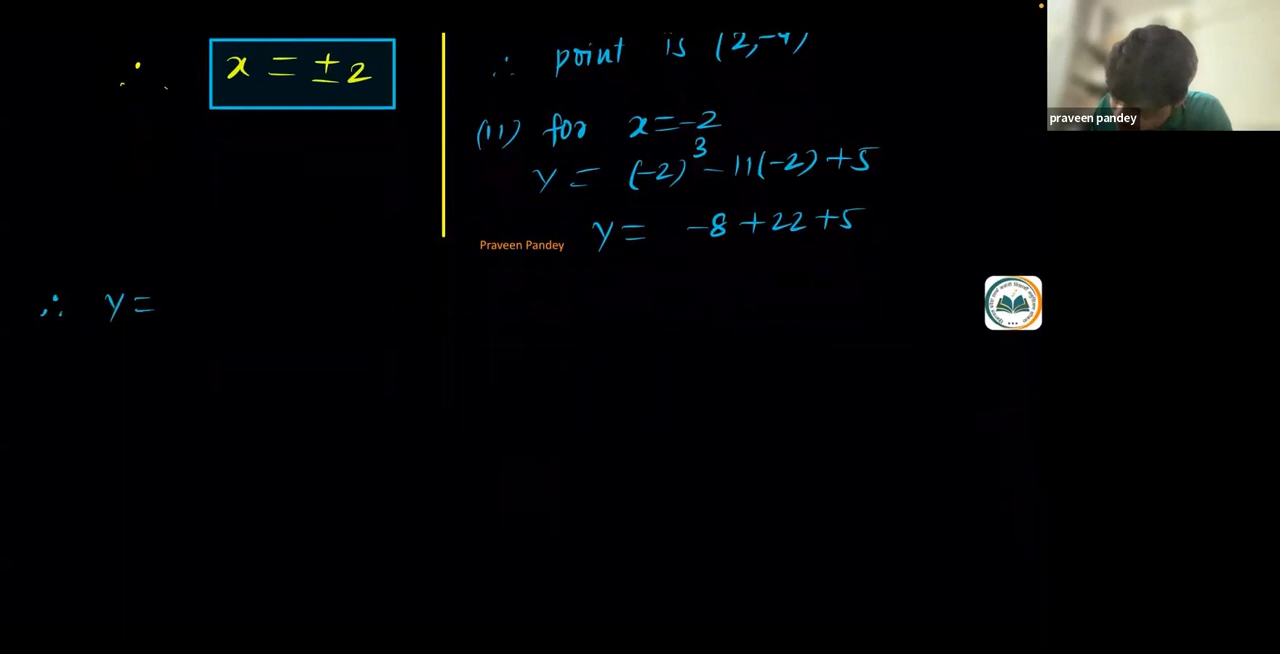 ∴ x = ±2
∴ point is (2,-4)
(ii) for x=-2
y = (-2)³ - 11(-2) + 5
y = -8 + 22 + 5
Praveen Pandey
∴ y =
praveen pandey